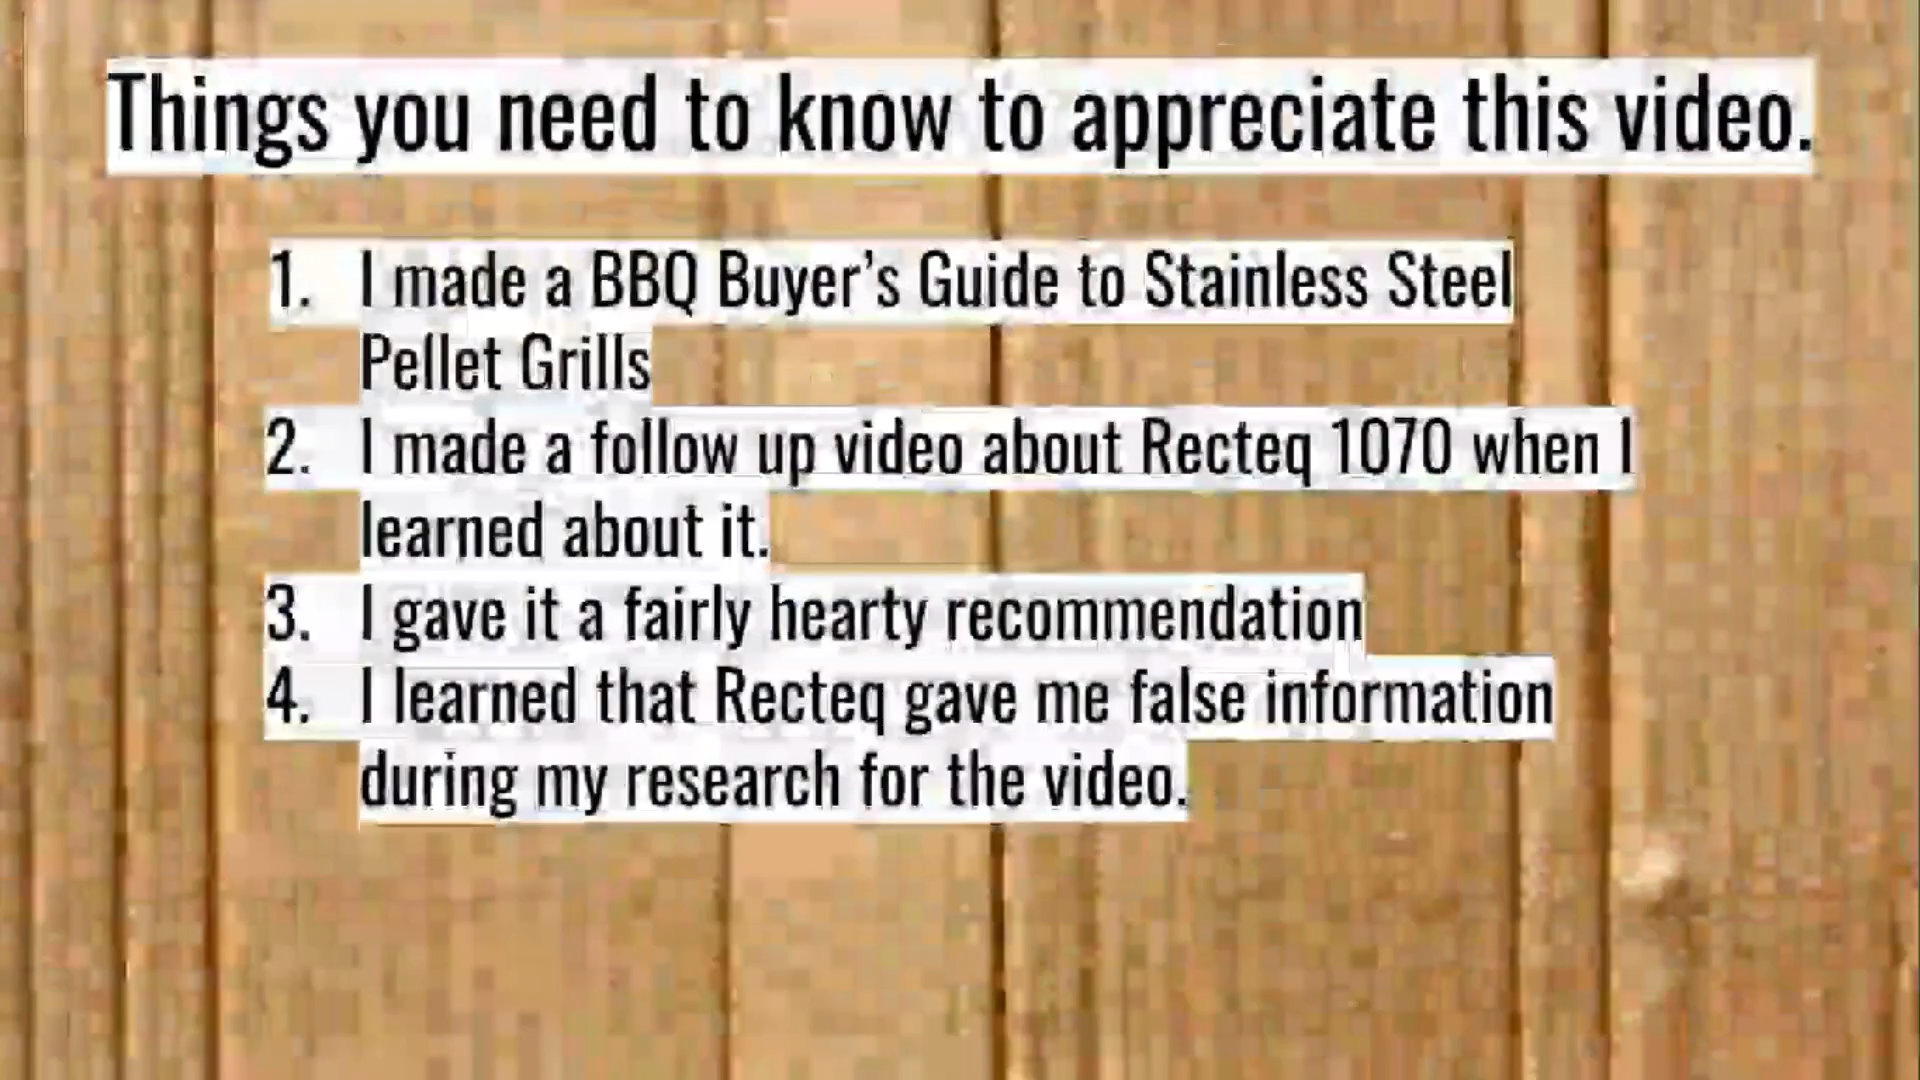 Things you need to know to appreciate this video.
1. I made a BBQ Buyer’s Guide to Stainless Steel
Pellet Grills
2. I made a follow up video about Recteq 1070 when I
learned about it.
3. I gave it a fairly hearty recommendation
4. I learned that Recteq gave me false information
during my research for the video.